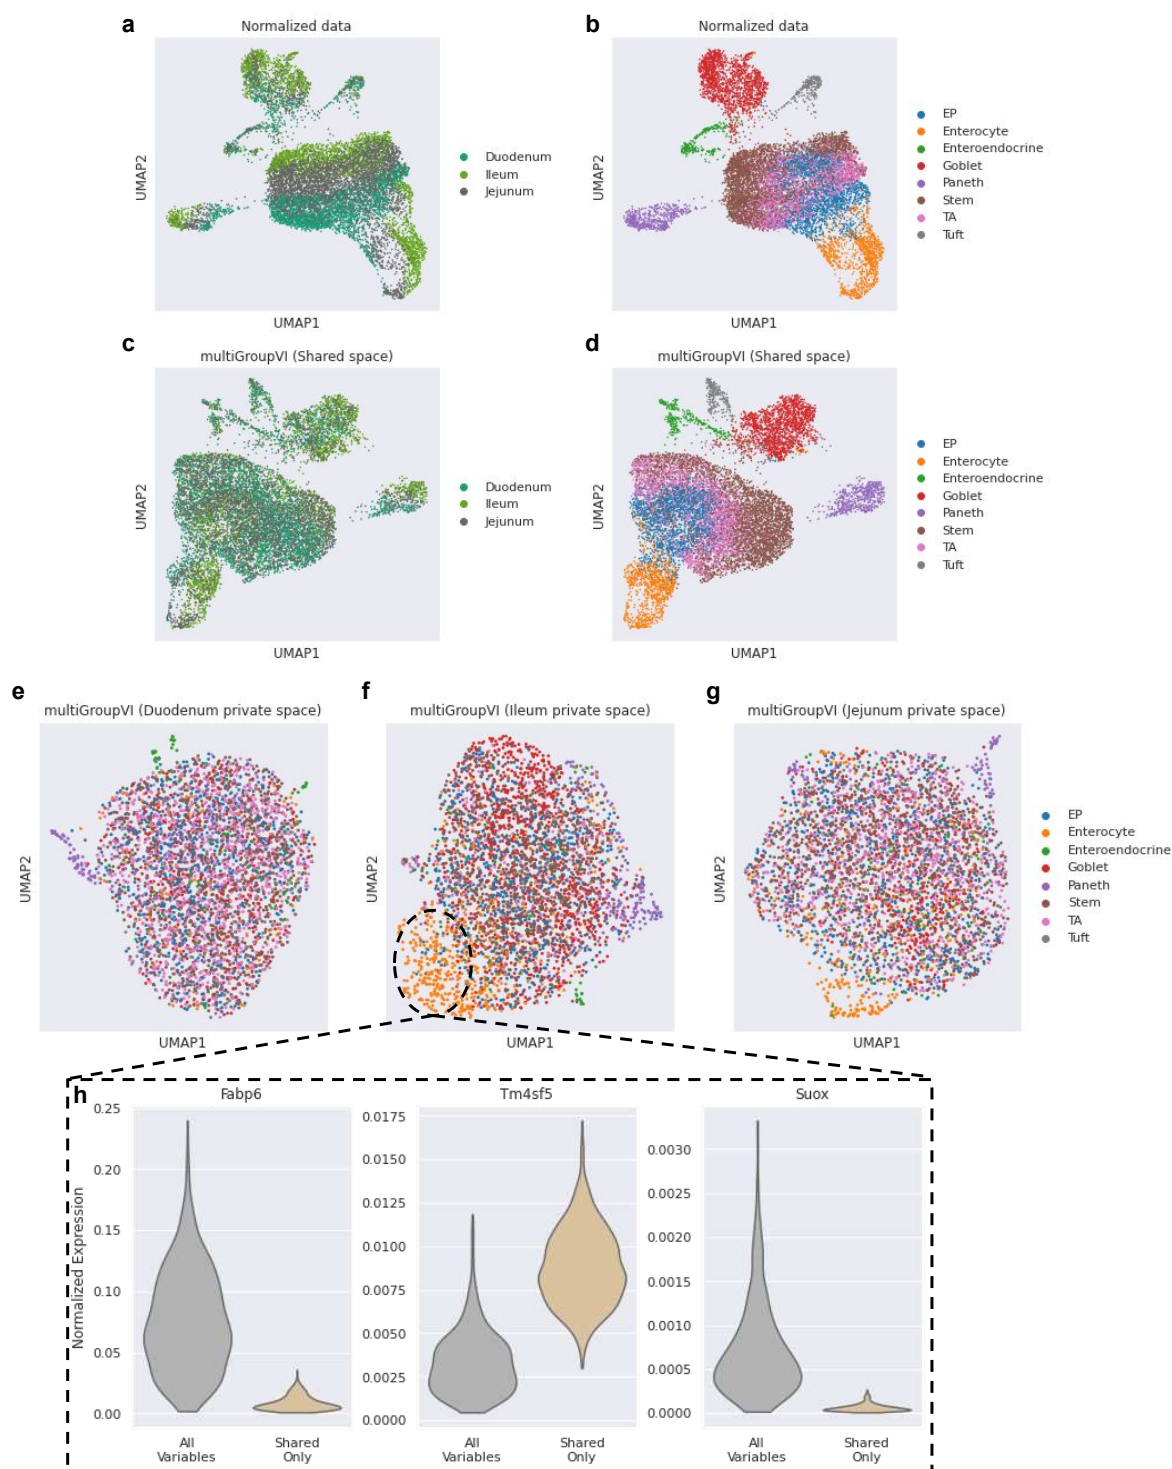 a
Normalized data
UMAP2
UMAP1
Duodenum
Ileum
Jejunum
b
Normalized data
UMAP2
UMAP1
EP
Enterocyte
Enteroendocrine
Goblet
Paneth
Stem
TA
Tuft
c
multiGroupVI (Shared space)
UMAP2
UMAP1
Duodenum
Ileum
Jejunum
d
multiGroupVI (Shared space)
UMAP2
UMAP1
EP
Enterocyte
Enteroendocrine
Goblet
Paneth
Stem
TA
Tuft
e
multiGroupVI (Duodenum private space)
UMAP2
UMAP1
f
multiGroupVI (Ileum private space)
UMAP2
UMAP1
g
multiGroupVI (Jejunum private space)
UMAP2
UMAP1
EP
Enterocyte
Enteroendocrine
Goblet
Paneth
Stem
TA
Tuft
h
Fabp6
Normalized Expression
0.25
0.20
0.15
0.10
0.05
0.00
All
Variables
Shared
Only
Tm4sf5
0.0175
0.0150
0.0125
0.0100
0.0075
0.0050
0.0025
0.0000
All
Variables
Shared
Only
Suox
0.0030
0.0025
0.0020
0.0015
0.0010
0.0005
0.0000
All
Variables
Shared
Only